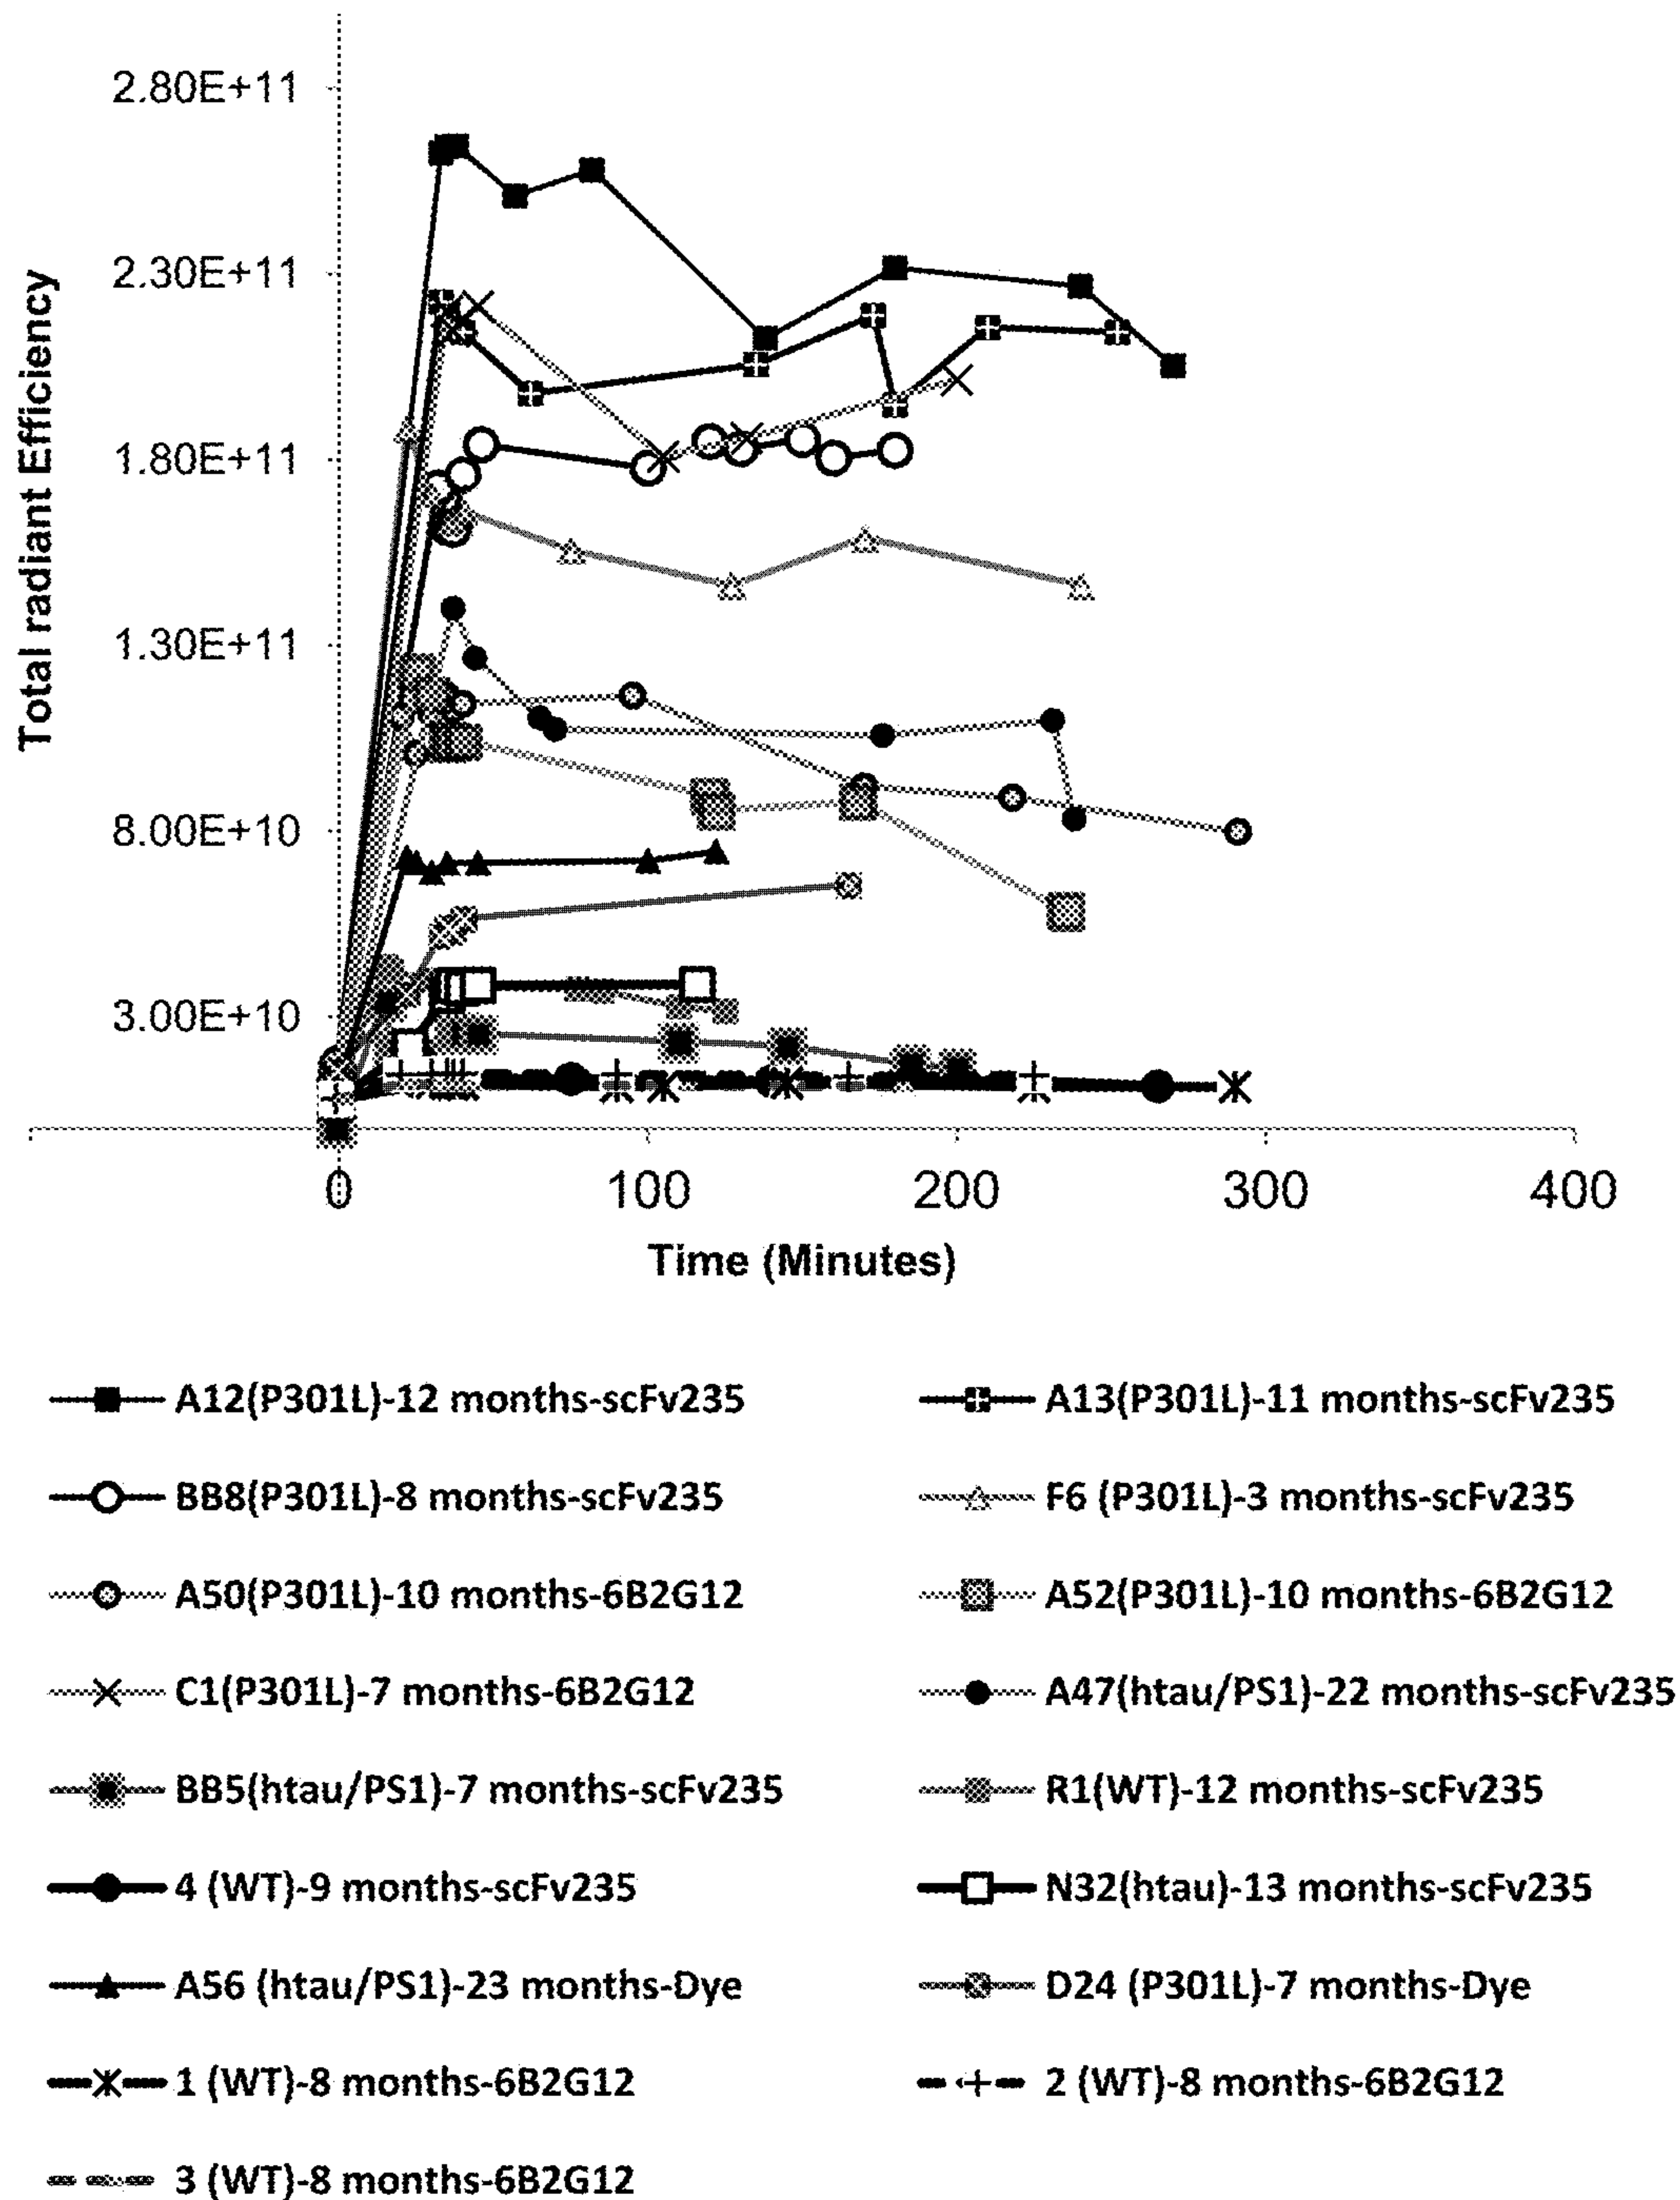 2.80E+11
2.30E+11
1.80E+11
1.30E+11
8.00E+10
3.00E+10
Total radiant Efficiency
0 100 200 300 400
Time (Minutes)
A12(P301L)-12 months-scFv235
A13(P301L)-11 months-scFv235
BB8(P301L)-8 months-scFv235
F6 (P301L)-3 months-scFv235
A50(P301L)-10 months-6B2G12
A52(P301L)-10 months-6B2G12
C1(P301L)-7 months-6B2G12
A47(htau/PS1)-22 months-scFv235
BB5(htau/PS1)-7 months-scFv235
R1(WT)-12 months-scFv235
4 (WT)-9 months-scFv235
N32(htau)-13 months-scFv235
A56 (htau/PS1)-23 months-Dye
D24 (P301L)-7 months-Dye
1 (WT)-8 months-6B2G12
2 (WT)-8 months-6B2G12
3 (WT)-8 months-6B2G12